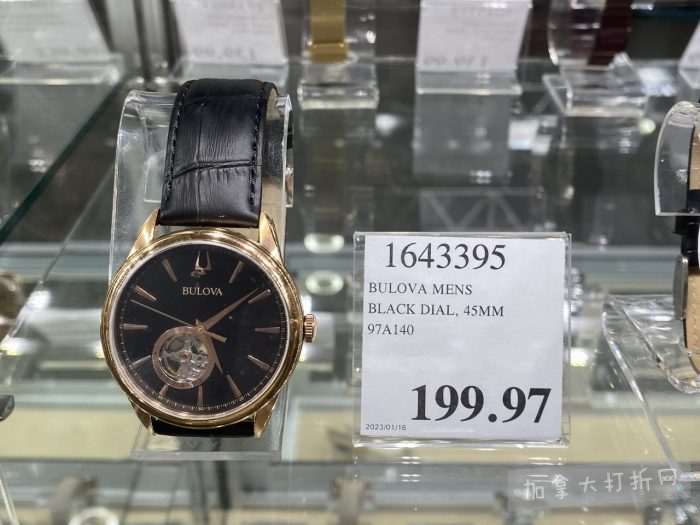 BULOVA
1643395
BULOVA MENS
BLACK DIAL, 45MM
97A140
199.97
2023/01/16
加拿大打折网